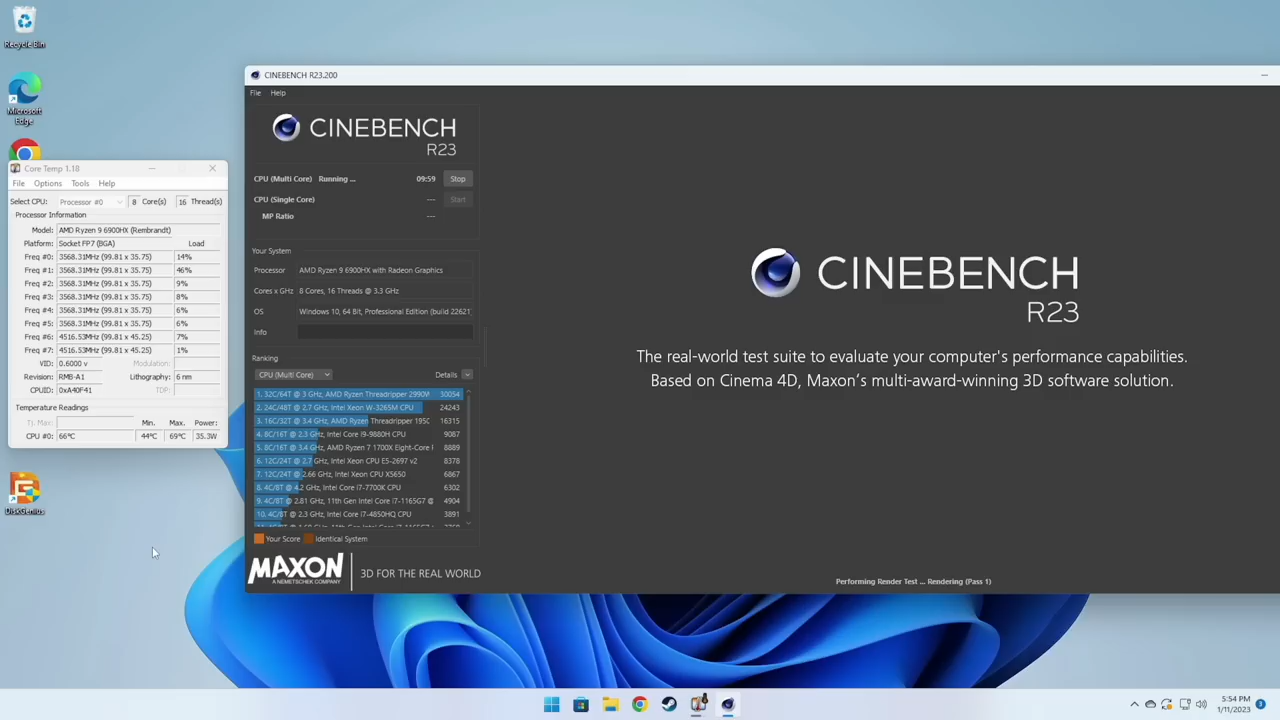 Recycle Bin
Microsoft
Edge
Core Temp 1.18
File Options Tools Help
Select CPU: Processor #0 8 Core(s) 16 Thread(s)
Processor Information
Model: AMD Ryzen 9 6900HX (Rembrandt)
Platform: Socket FP7 (BGA) Load
Freq #0: 3568.31MHz (99.81 x 35.75) 14%
Freq #1: 3568.31MHz (99.81 x 35.75) 46%
Freq #2: 3568.31MHz (99.81 x 35.75) 9%
Freq #3: 3568.31MHz (99.81 x 35.75) 8%
Freq #4: 3568.31MHz (99.81 x 35.75) 6%
Freq #5: 3568.31MHz (99.81 x 35.75) 6%
Freq #6: 4516.53MHz (99.81 x 45.25) 7%
Freq #7: 4516.53MHz (99.81 x 45.25) 1%
VID: 0.6000 v Modulation:
Revision: RMB-A1 Lithography: 6 nm
CPUID: 0xA40F41 TDP:
Temperature Readings
Tj. Max: Min. Max. Power:
CPU #0: 66°C 44°C 69°C 35.3W
DiskGenius
CINEBENCH R23.200
File Help
CINEBENCH
R23
CPU (Multi Core) Running ... 09:59 Stop
CPU (Single Core) --- Start
MP Ratio ---
Your System
Processor AMD Ryzen 9 6900HX with Radeon Graphics
Cores x GHz 8 Cores, 16 Threads @ 3.3 GHz
OS Windows 10, 64 Bit, Professional Edition (build 22621)
Info
Ranking
CPU (Multi Core) Details
1. 32C/64T @ 3 GHz, AMD Ryzen Threadripper 2990W 30054
2. 24C/48T @ 2.7 GHz, Intel Xeon W-3265M CPU 24243
3. 16C/32T @ 3.4 GHz, AMD Ryzen Threadripper 1950 16315
4. 8C/16T @ 2.3 GHz, Intel Core i9-9880H CPU 9087
5. 8C/16T @ 3.4 GHz, AMD Ryzen 7 1700X Eight-Core F 8889
6. 12C/24T @ 2.7 GHz, Intel Xeon CPU E5-2697 v2 8378
7. 12C/24T @ 2.66 GHz, Intel Xeon CPU X5650 6867
8. 4C/8T @ 4.2 GHz, Intel Core i7-7700K CPU 6302
9. 4C/8T @ 2.81 GHz, 11th Gen Intel Core i7-1165G7 @ 4904
10. 4C/8T @ 2.3 GHz, Intel Core i7-4850HQ CPU 3891
Your Score Identical System
MAXON
A NEMETSCHEK COMPANY
3D FOR THE REAL WORLD
CINEBENCH
R23
The real-world test suite to evaluate your computer's performance capabilities.
Based on Cinema 4D, Maxon's multi-award-winning 3D software solution.
Performing Render Test ... Rendering (Pass 1)
5:54 PM
1/11/2023
3